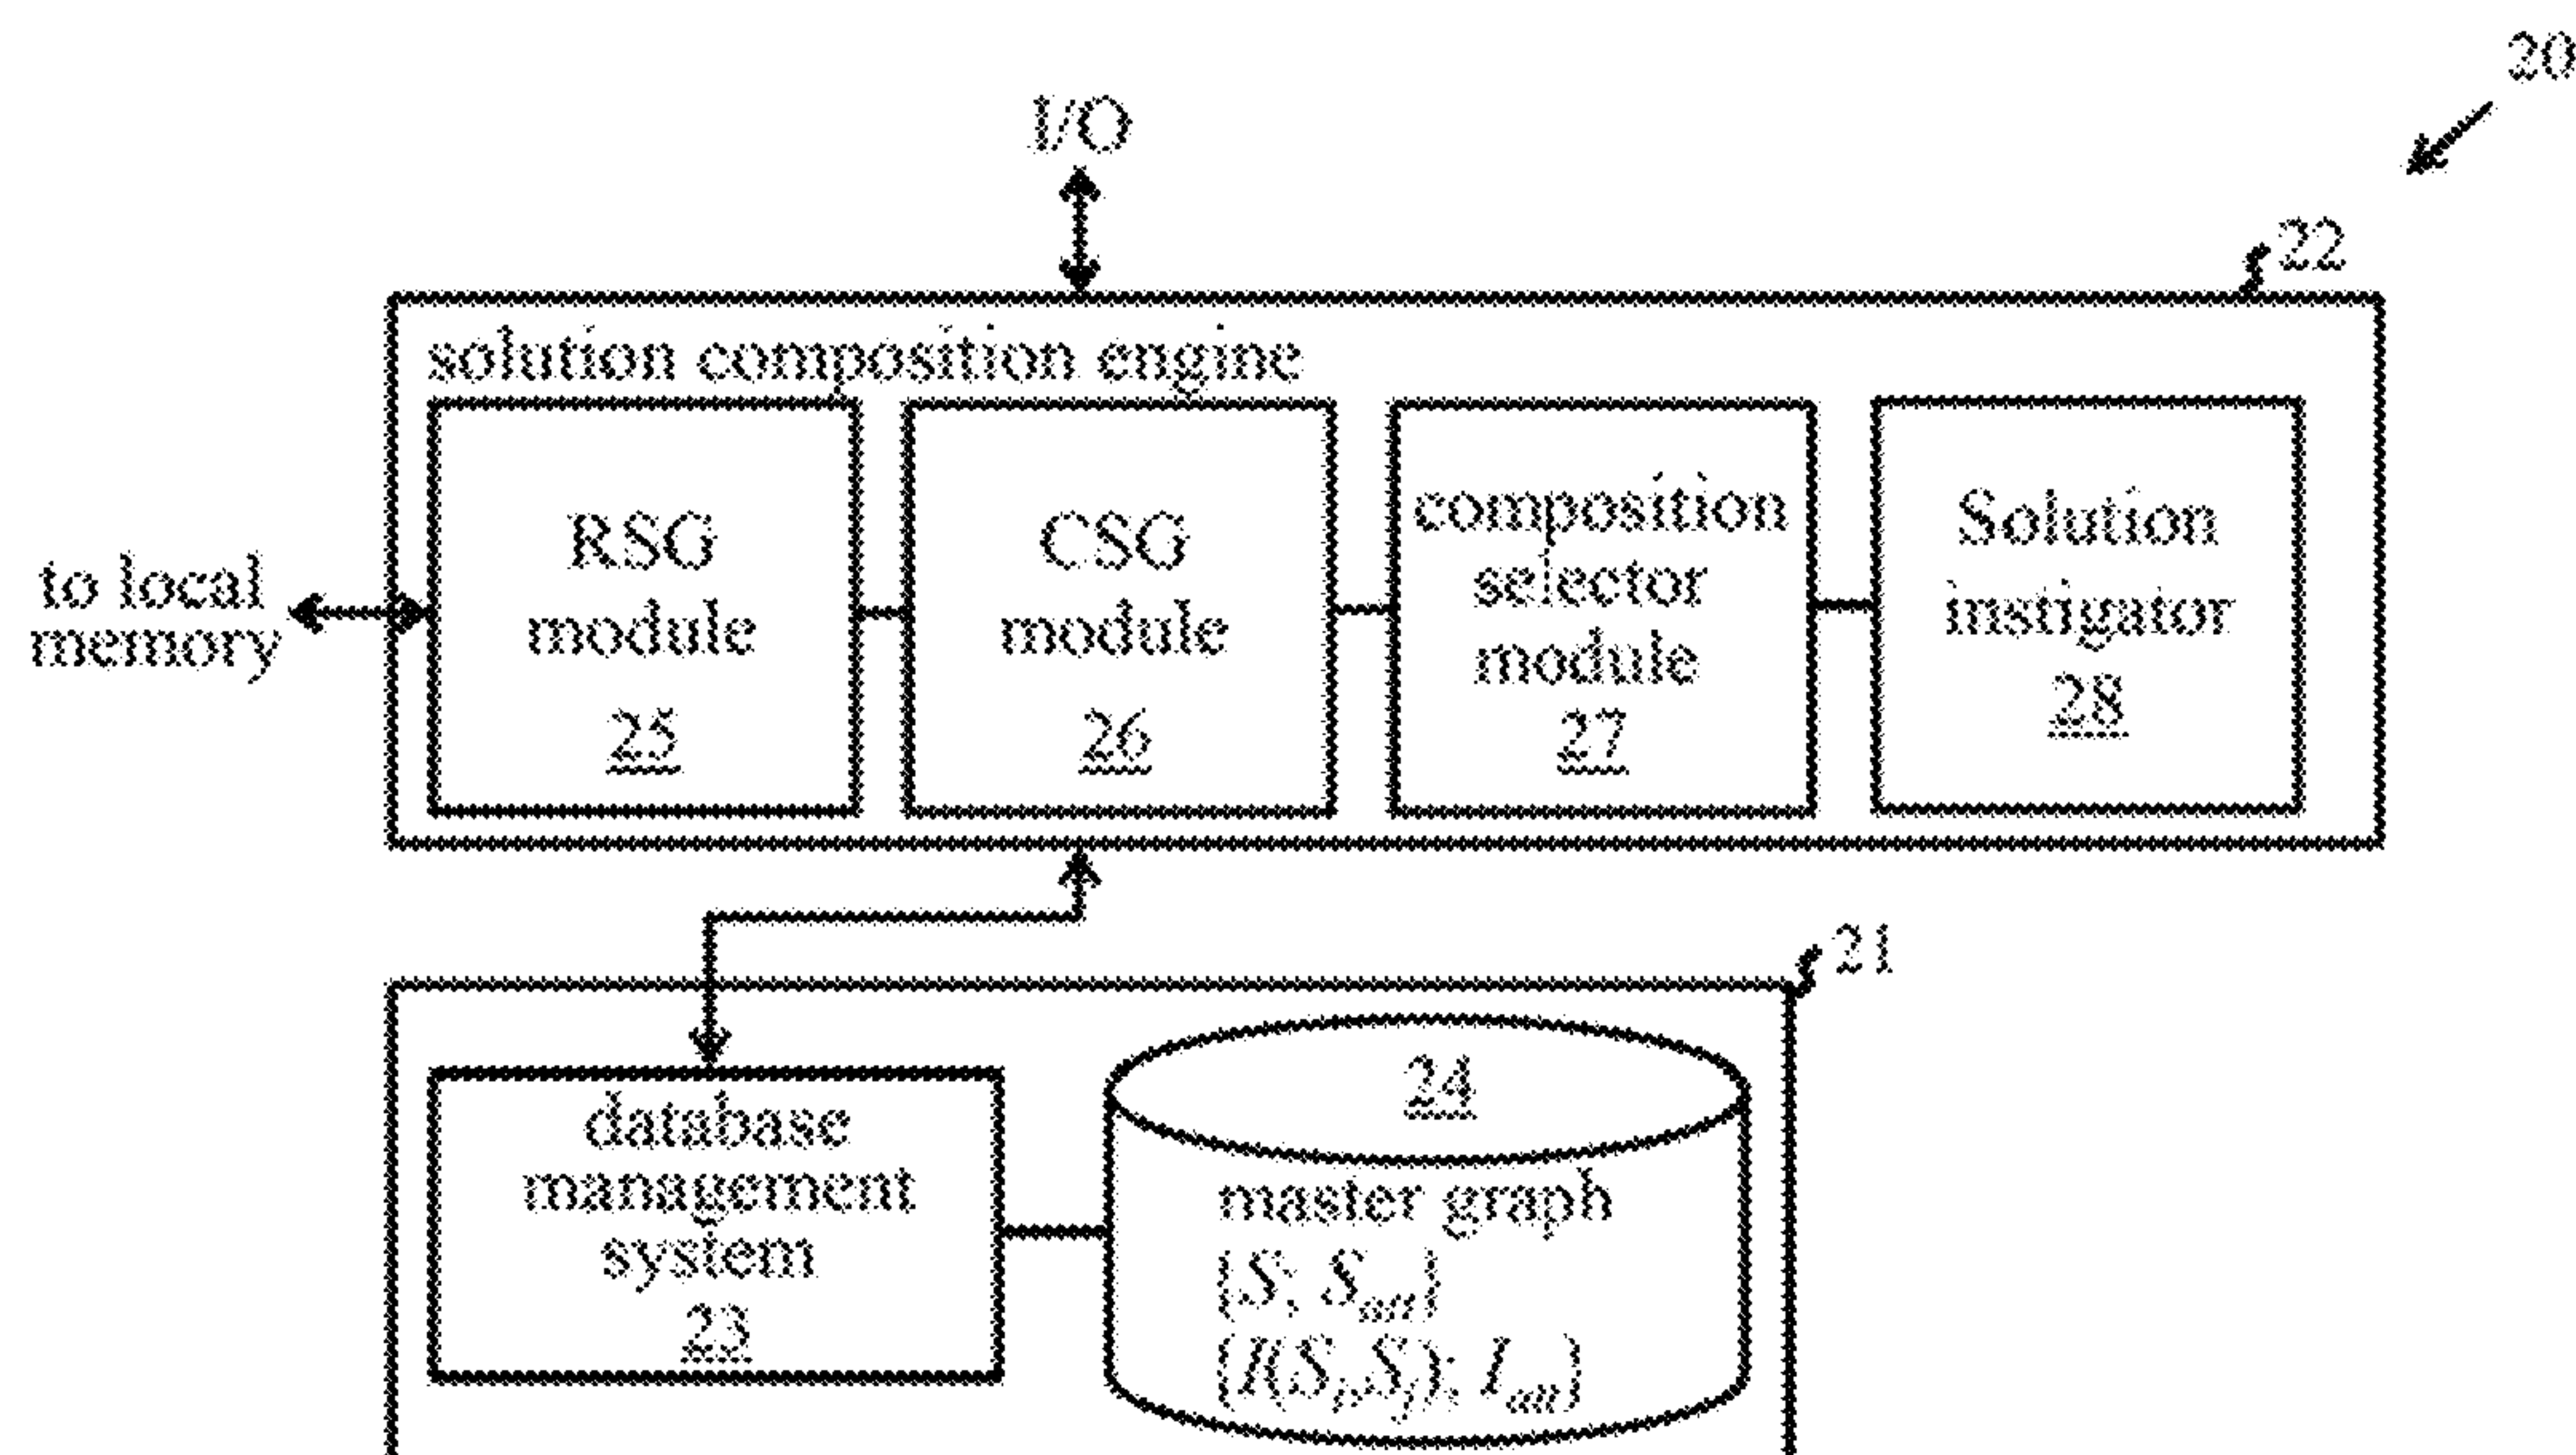 20
I/O
22
solution composition engine
RSG
module
25
CSG
module
26
composition
selector
module
27
Solution
instigator
28
to local
memory
21
database
management
system
23
24
master graph
{S; S_att}
{I(S_i,S_j); I_att}